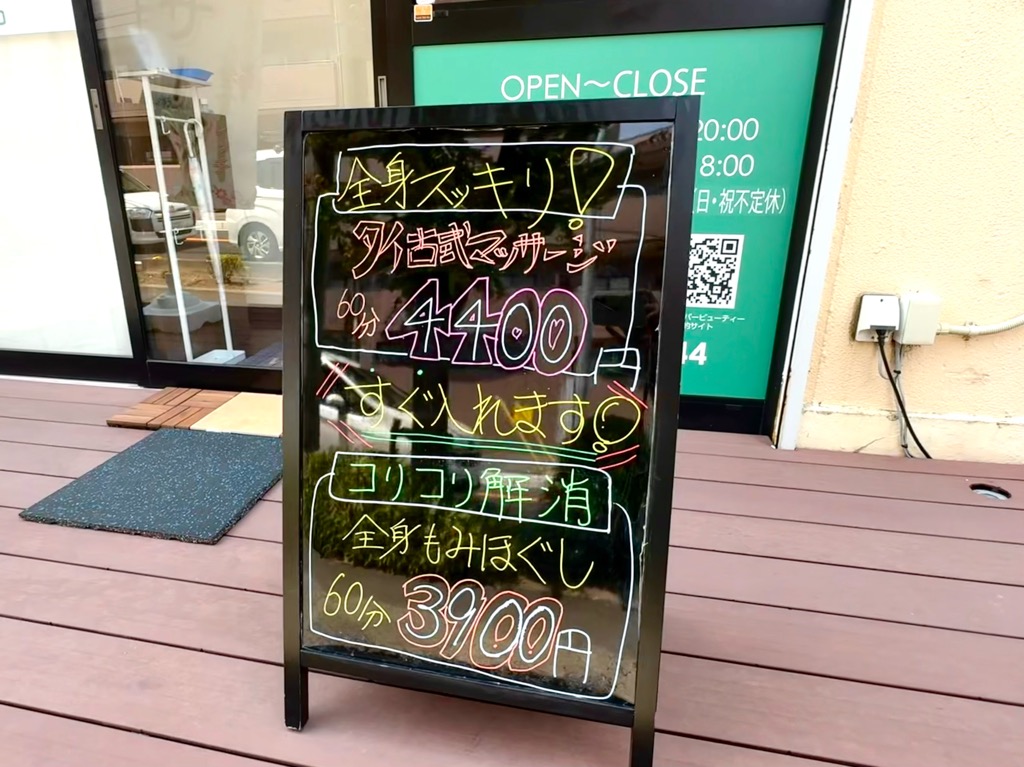 OPEN～CLOSE
20:00
8:00
(日・祝不定休)
44
全身スッキリ!
タイ古式マッサージ
60分 4400円
すぐ入れます!
コリコリ解消
全身もみほぐし
60分 3900円